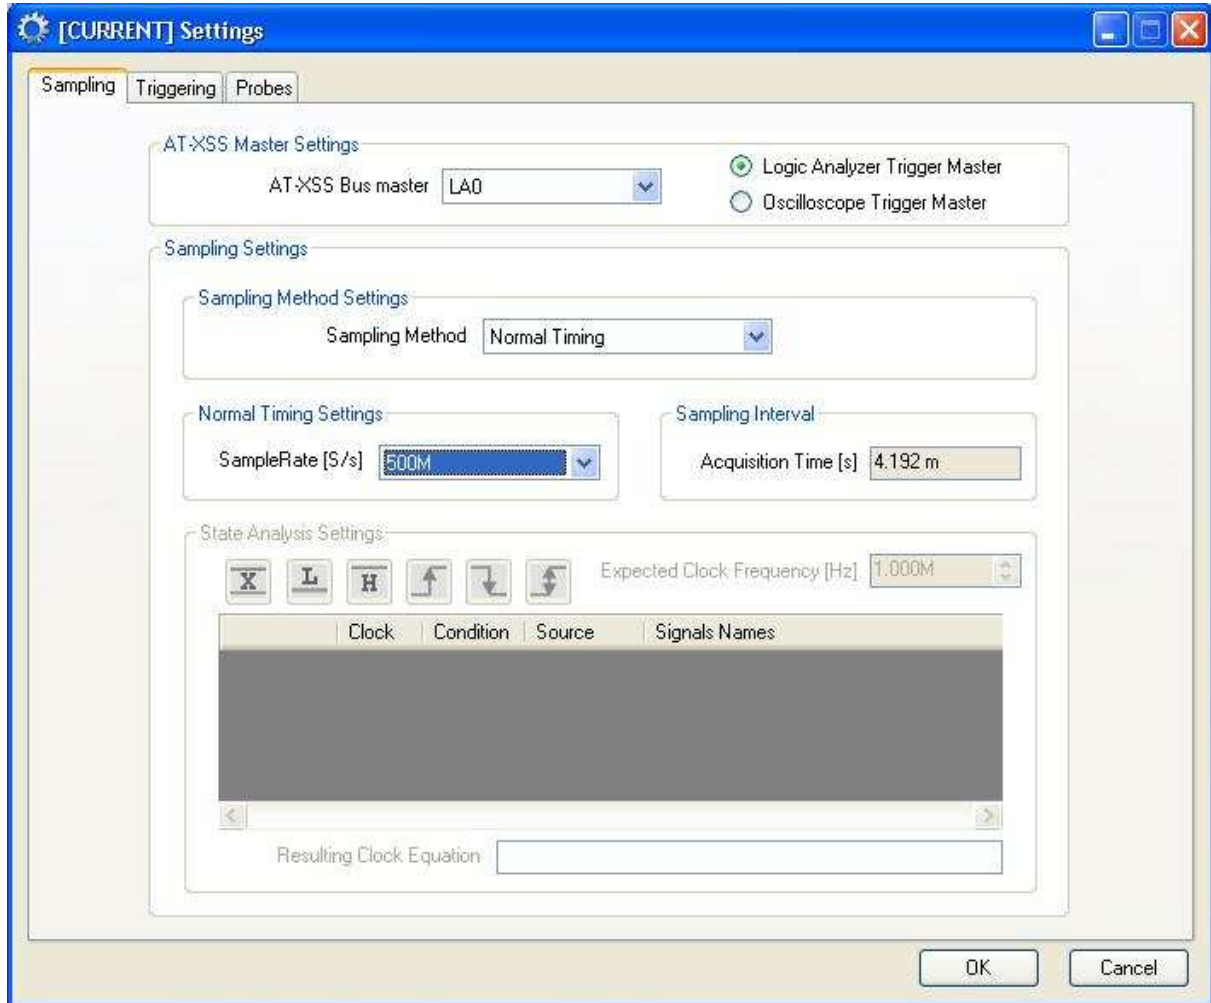 [CURRENT] Settings
Sampling Triggering Probes
AT-XSS Master Settings
AT-XSS Bus master LA0
Logic Analyzer Trigger Master
Oscilloscope Trigger Master
Sampling Settings
Sampling Method Settings
Sampling Method Normal Timing
Normal Timing Settings
SampleRate [S/s] 500M
Sampling Interval
Acquisition Time [s] 4.192 m
State Analysis Settings
X L H
Expected Clock Frequency [Hz] 1.000M
Clock Condition Source Signals Names
Resulting Clock Equation
OK Cancel